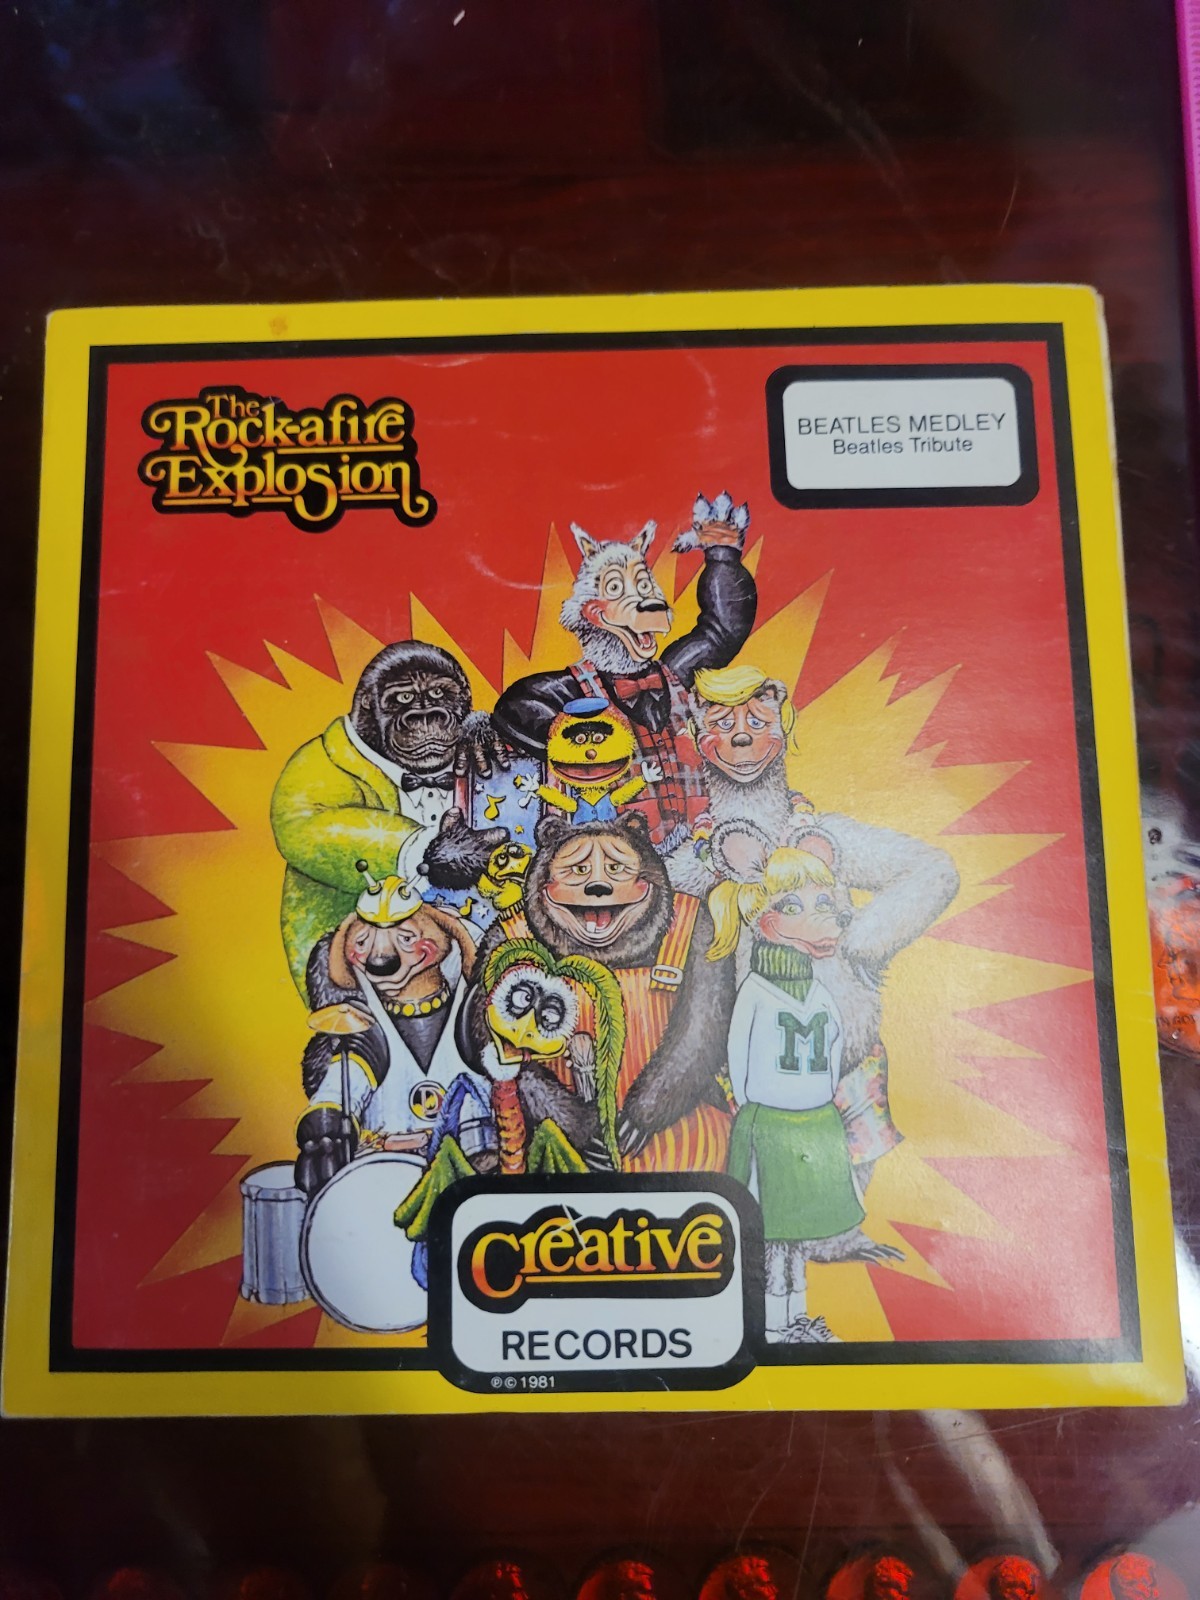 The
Rock-afire
Explosion
BEATLES MEDLEY
Beatles Tribute
M
Creative
RECORDS
℗©1981